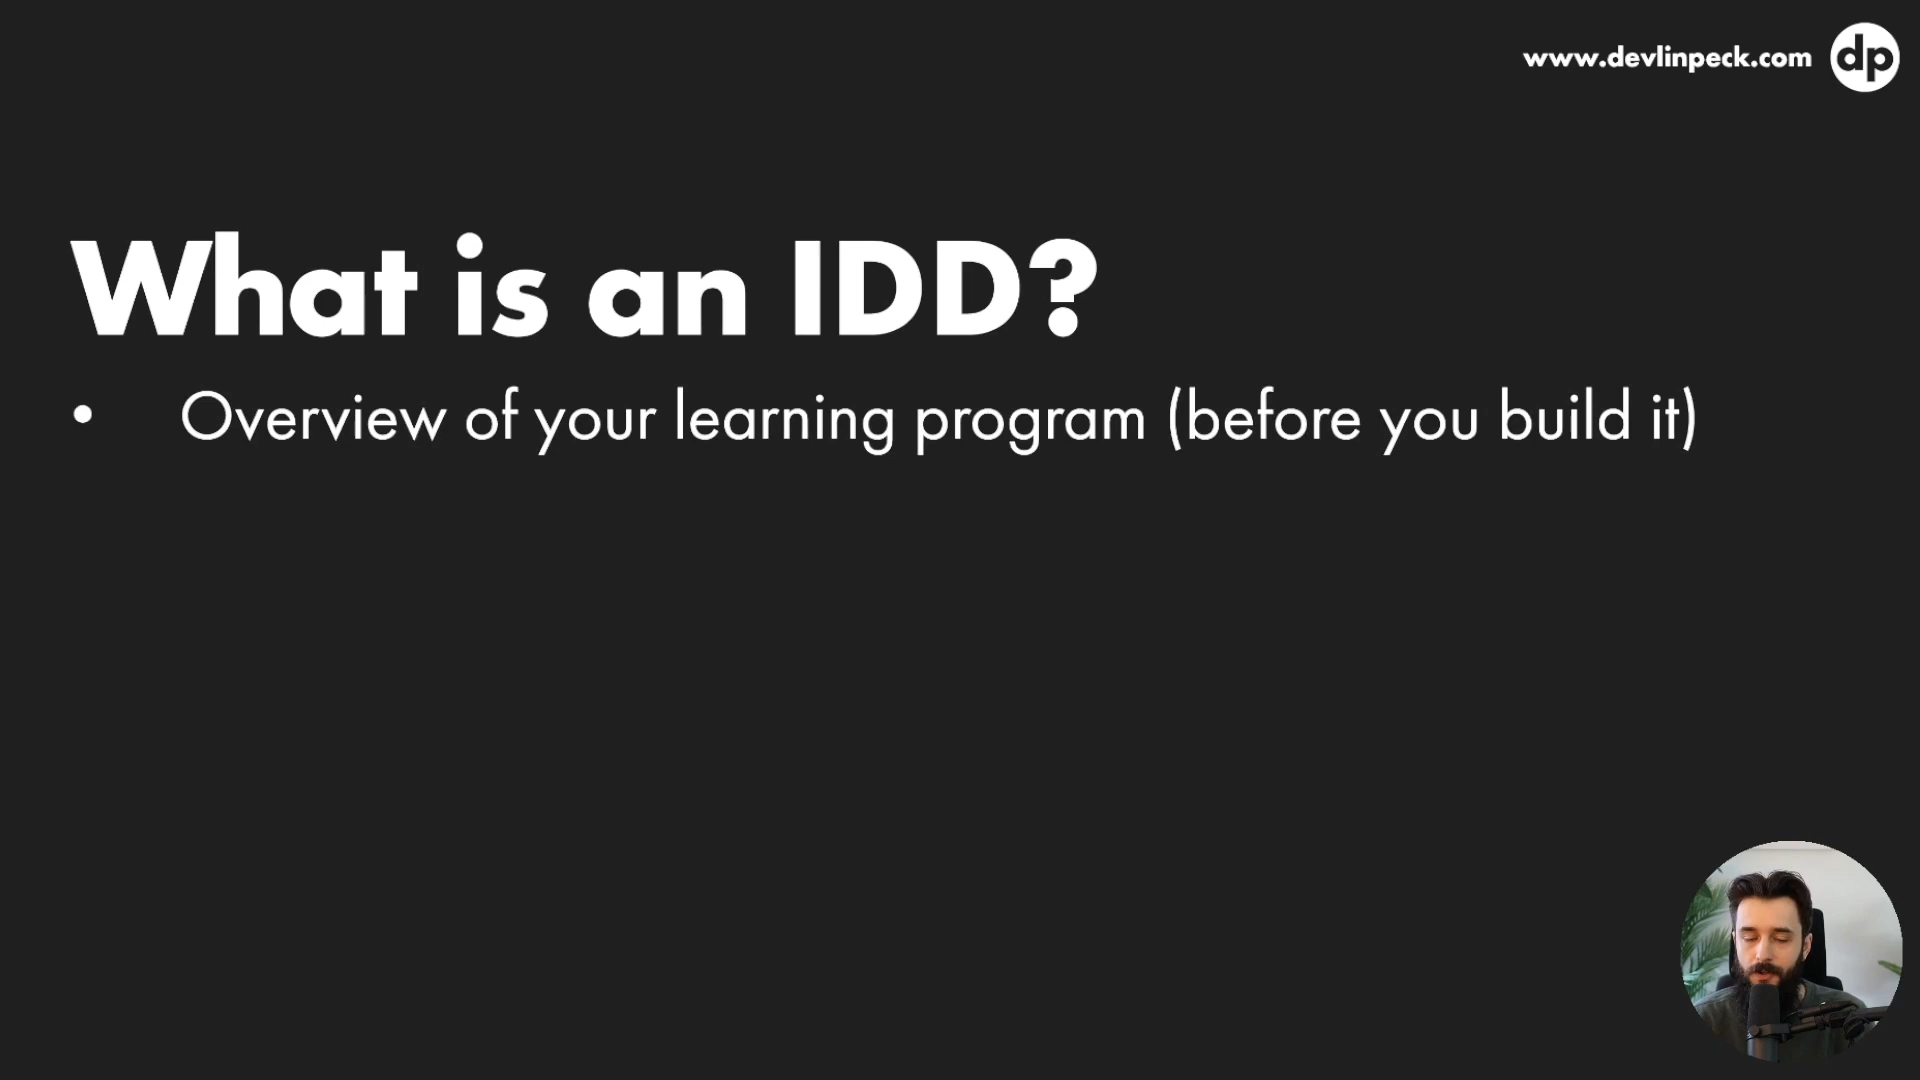 www.devlinpeck.com dp
What is an IDD?
• Overview of your learning program (before you build it)